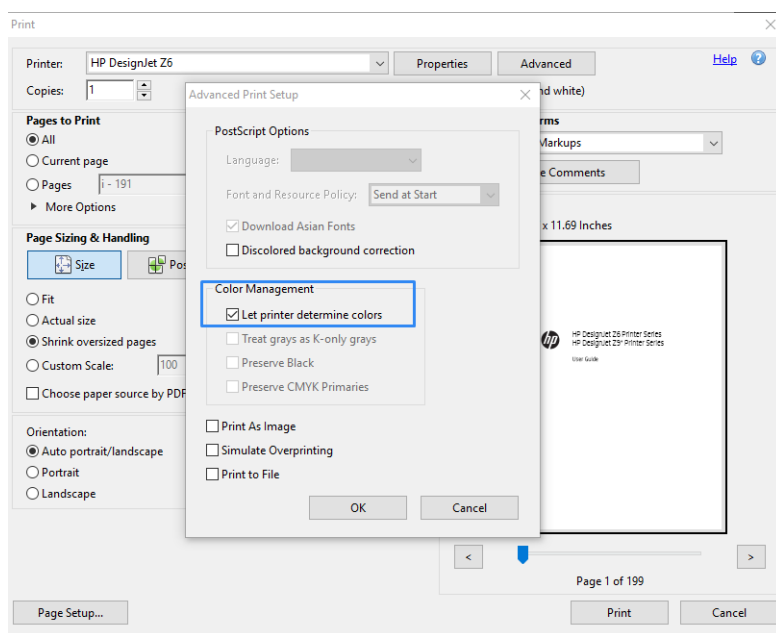 Print
Printer: HP DesignJet Z6 Properties Advanced Help
Copies: 1 nd white)
Pages to Print
All
Current page
Pages i - 191
More Options
Page Sizing & Handling
Size Pos
Fit
Actual size
Shrink oversized pages
Custom Scale: 100
Choose paper source by PDF
Orientation:
Auto portrait/landscape
Portrait
Landscape
Advanced Print Setup
PostScript Options
Language:
Font and Resource Policy: Send at Start
Download Asian Fonts
Discolored background correction
Color Management
Let printer determine colors
Treat grays as K-only grays
Preserve Black
Preserve CMYK Primaries
Print As Image
Simulate Overprinting
Print to File
OK Cancel
rms
Markups
e Comments
x 11.69 Inches
hp
HP DesignJet Z6 Printer Series
HP DesignJet Z9⁺ Printer Series
User Guide
< >
Page 1 of 199
Page Setup... Print Cancel